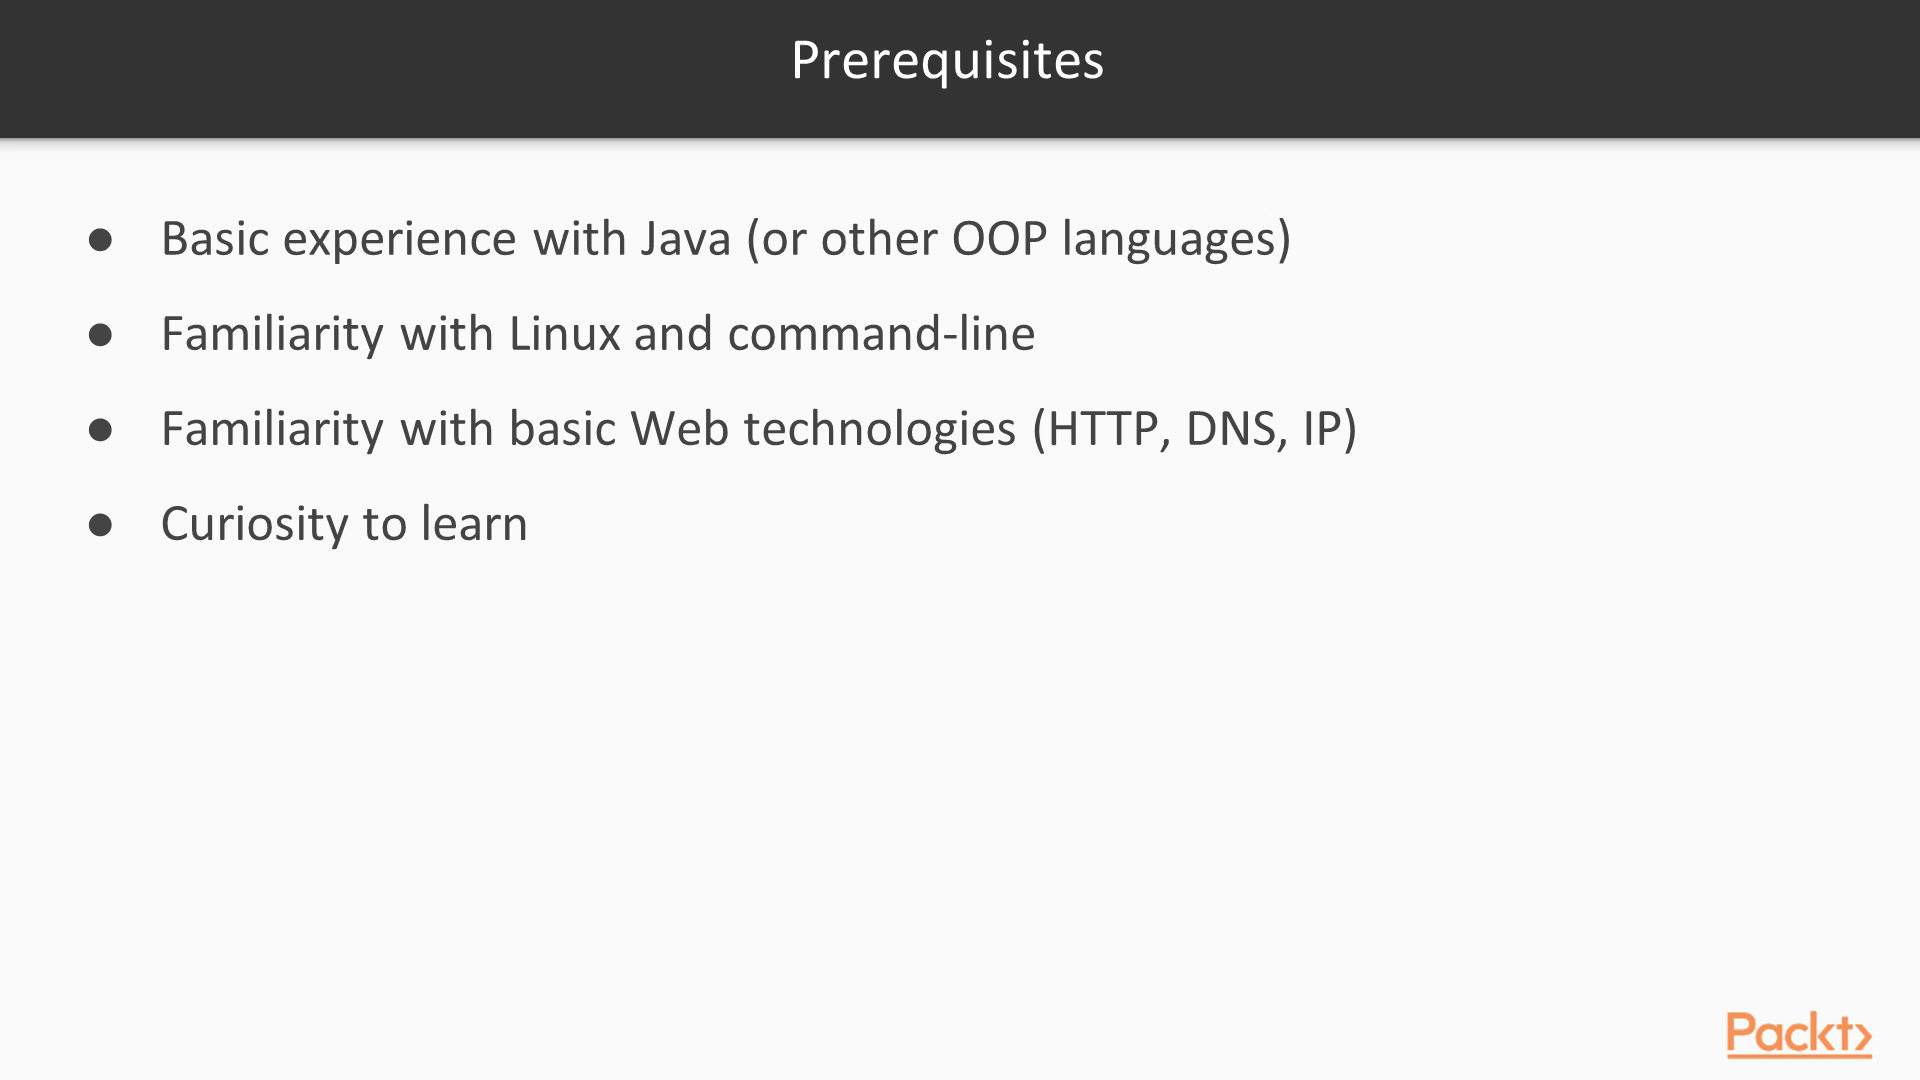 Prerequisites
● Basic experience with Java (or other OOP languages)
● Familiarity with Linux and command-line
● Familiarity with basic Web technologies (HTTP, DNS, IP)
● Curiosity to learn
Packt>